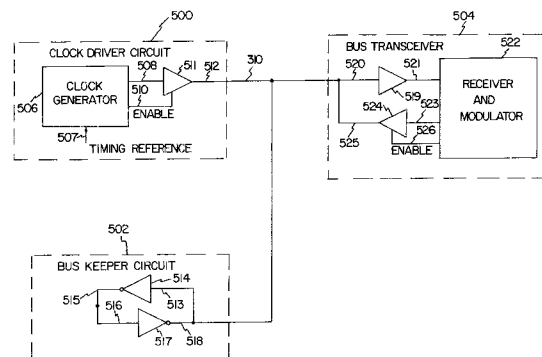 500
CLOCK DRIVER CIRCUIT
508
511
512
310
CLOCK
GENERATOR
506
510
ENABLE
507
TIMING REFERENCE
504
BUS TRANSCEIVER
522
520
521
519
524
523
525
526
ENABLE
RECEIVER
AND
MODULATOR
502
BUS KEEPER CIRCUIT
514
515
513
516
517
518